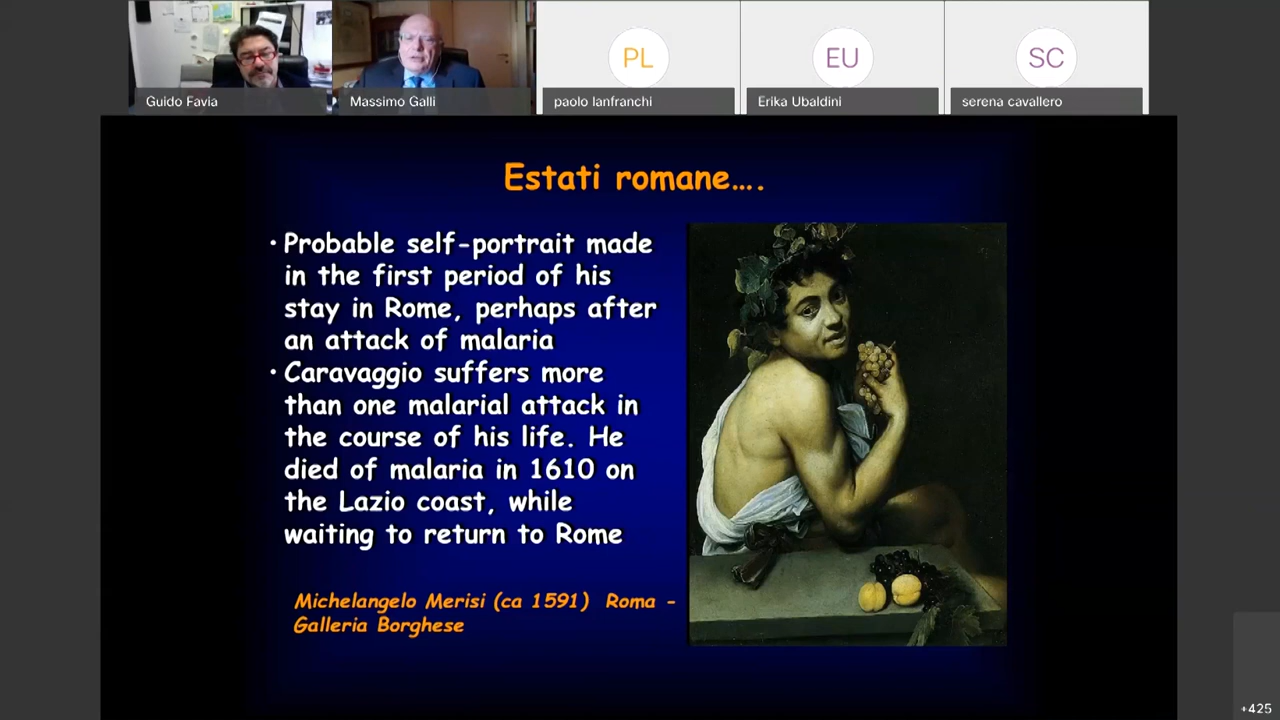 PL
EU
SC
Guido Favia
Massimo Galli
paolo lanfranchi
Erika Ubaldini
serena cavallero
Estati romane....
• Probable self-portrait made
in the first period of his
stay in Rome, perhaps after
an attack of malaria
• Caravaggio suffers more
than one malarial attack in
the course of his life. He
died of malaria in 1610 on
the Lazio coast, while
waiting to return to Rome
Michelangelo Merisi (ca 1591) Roma -
Galleria Borghese
+425